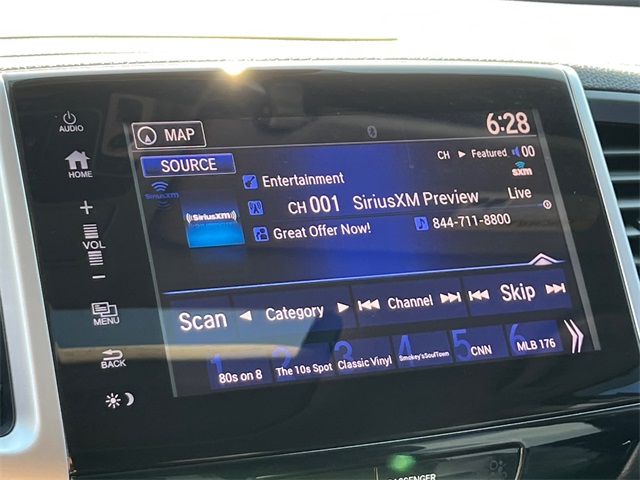 AUDIO
HOME
+
VOL
−
MENU
BACK
MAP
6:28
SOURCE
CH ▶ Featured 00
SiriusXM
sxm
Entertainment
Live
CH 001 SiriusXM Preview
((SiriusXM))
Great Offer Now! 844-711-8800
Scan ◀ Category ▶ Channel Skip
1 80s on 8
2 The 10s Spot
3 Classic Vinyl
4 Smokey'sSoulTown
5 CNN
6 MLB 176
PASSENGER